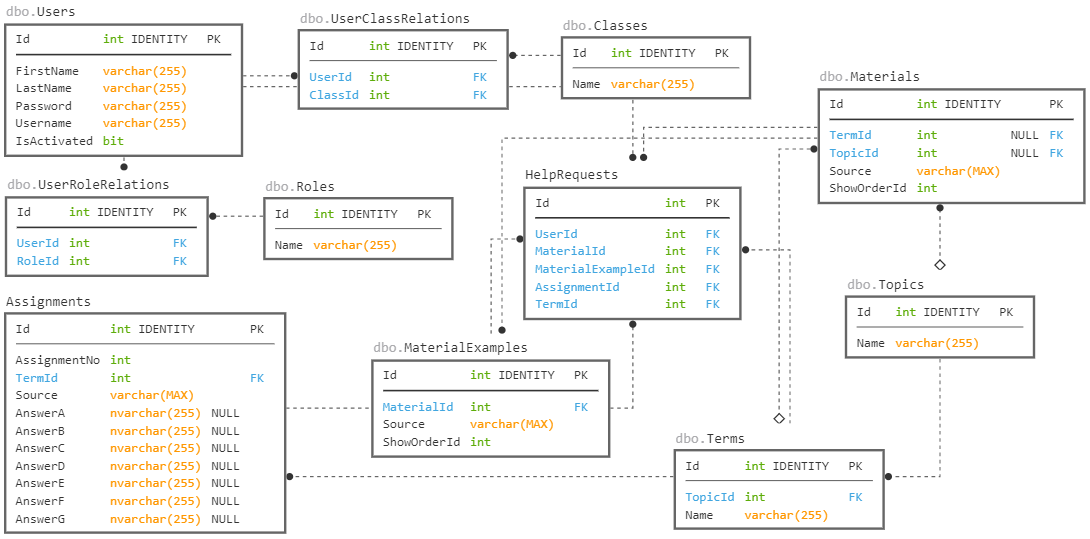 dbo.Users
Id int IDENTITY PK
FirstName varchar(255)
LastName varchar(255)
Password varchar(255)
Username varchar(255)
IsActivated bit
dbo.UserClassRelations
Id int IDENTITY PK
UserId int FK
ClassId int FK
dbo.Classes
Id int IDENTITY PK
Name varchar(255)
dbo.Materials
Id int IDENTITY PK
TermId int NULL FK
TopicId int NULL FK
Source varchar(MAX)
ShowOrderId int
dbo.UserRoleRelations
Id int IDENTITY PK
UserId int FK
RoleId int FK
dbo.Roles
Id int IDENTITY PK
Name varchar(255)
HelpRequests
Id int PK
UserId int FK
MaterialId int FK
MaterialExampleId int FK
AssignmentId int FK
TermId int FK
dbo.Topics
Id int IDENTITY PK
Name varchar(255)
Assignments
Id int IDENTITY PK
AssignmentNo int
TermId int FK
Source varchar(MAX)
AnswerA nvarchar(255) NULL
AnswerB nvarchar(255) NULL
AnswerC nvarchar(255) NULL
AnswerD nvarchar(255) NULL
AnswerE nvarchar(255) NULL
AnswerF nvarchar(255) NULL
AnswerG nvarchar(255) NULL
dbo.MaterialExamples
Id int IDENTITY PK
MaterialId int FK
Source varchar(MAX)
ShowOrderId int
dbo.Terms
Id int IDENTITY PK
TopicId int FK
Name varchar(255)